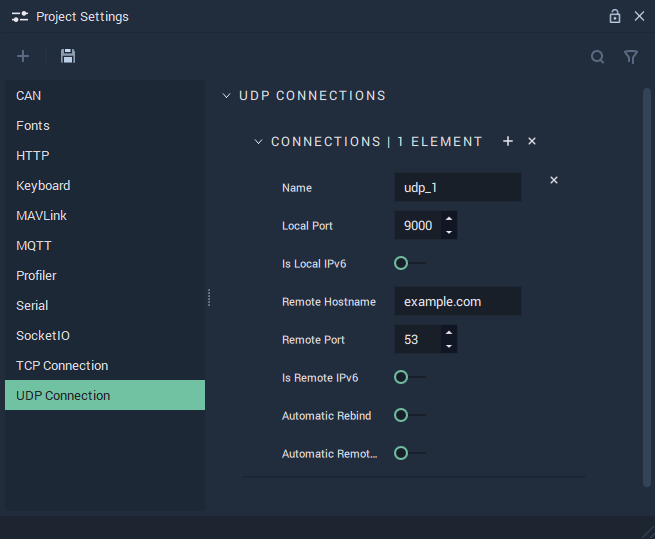 Project Settings
CAN
Fonts
HTTP
Keyboard
MAVLink
MQTT
Profiler
Serial
SocketIO
TCP Connection
UDP Connection
UDP CONNECTIONS
CONNECTIONS | 1 ELEMENT
Name udp_1
Local Port 9000
Is Local IPv6
Remote Hostname example.com
Remote Port 53
Is Remote IPv6
Automatic Rebind
Automatic Remot...